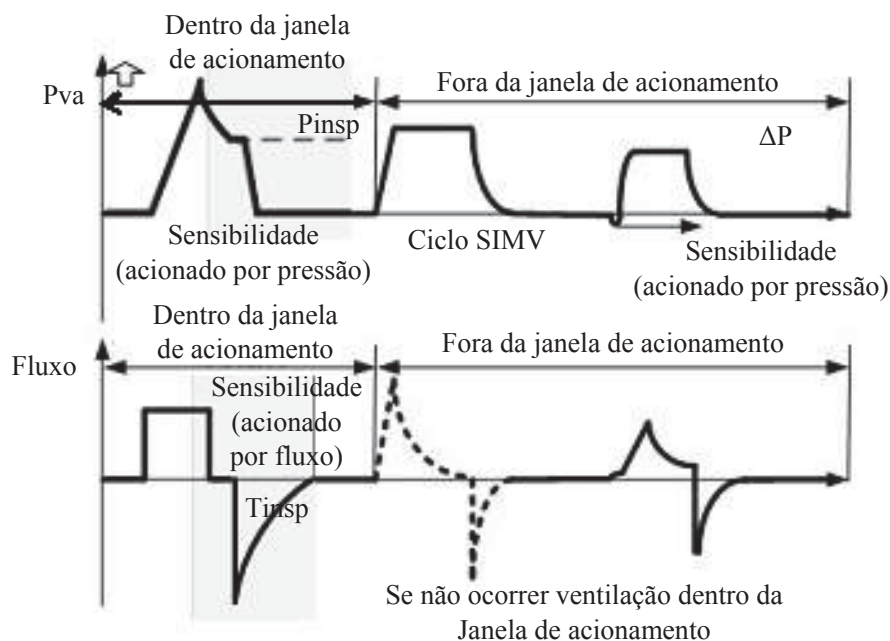 Dentro da janela
de acionamento
Fora da janela de acionamento
Pva
Pinsp
ΔP
Sensibilidade
(acionado por pressão)
Ciclo SIMV
Sensibilidade
(acionado por pressão)
Dentro da janela
de acionamento
Fora da janela de acionamento
Fluxo
Sensibilidade
(acionado
por fluxo)
Tinsp
Se não ocorrer ventilação dentro da
Janela de acionamento